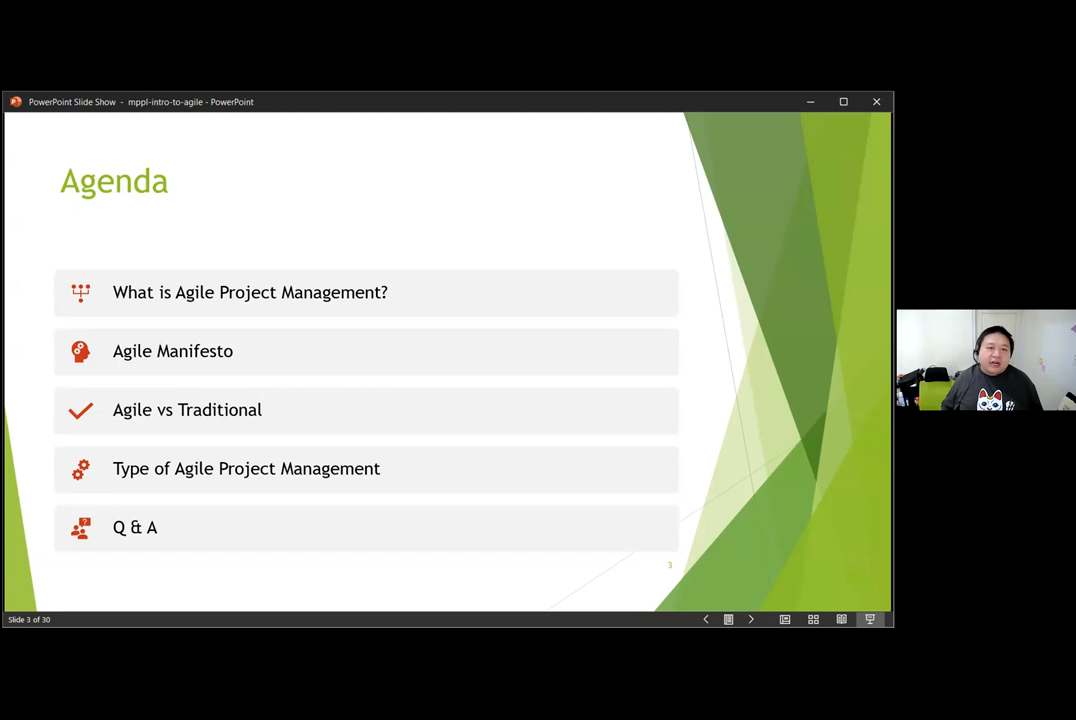 PowerPoint Slide Show - mppl-intro-to-agile - PowerPoint
Agenda
What is Agile Project Management?
Agile Manifesto
Agile vs Traditional
Type of Agile Project Management
?
Q & A
3
Slide 3 of 30